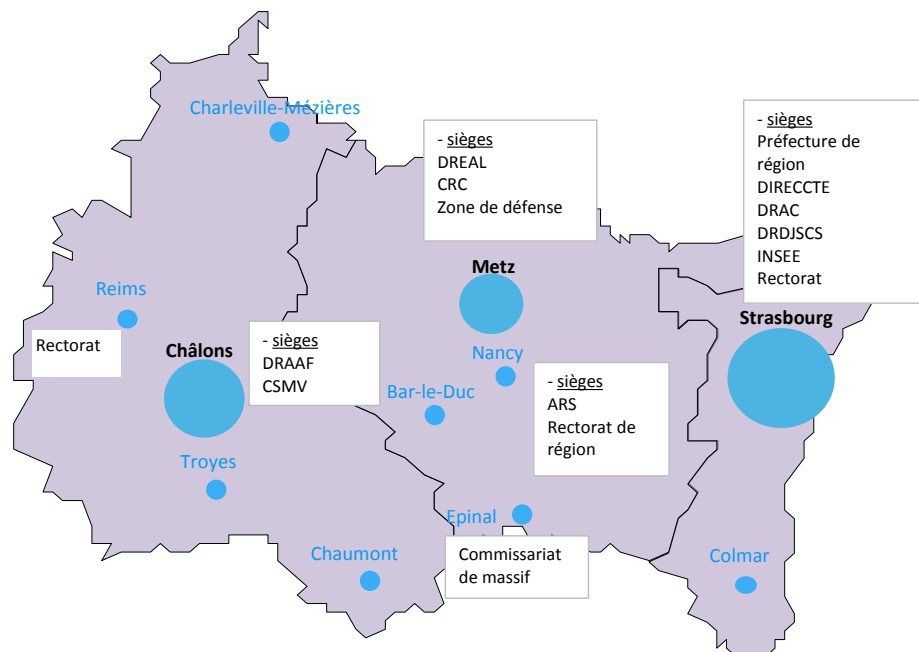 Charleville-Mézières
- sièges
DREAL
CRC
Zone de défense
- sièges
Préfecture de
région
DIRECCTE
DRAC
DRDJSCS
INSEE
Rectorat
Metz
Reims
Rectorat
Strasbourg
Châlons
- sièges
DRAAF
CSMV
Nancy
Bar-le-Duc
- sièges
ARS
Rectorat de
région
Troyes
Epinal
Commissariat
de massif
Chaumont
Colmar